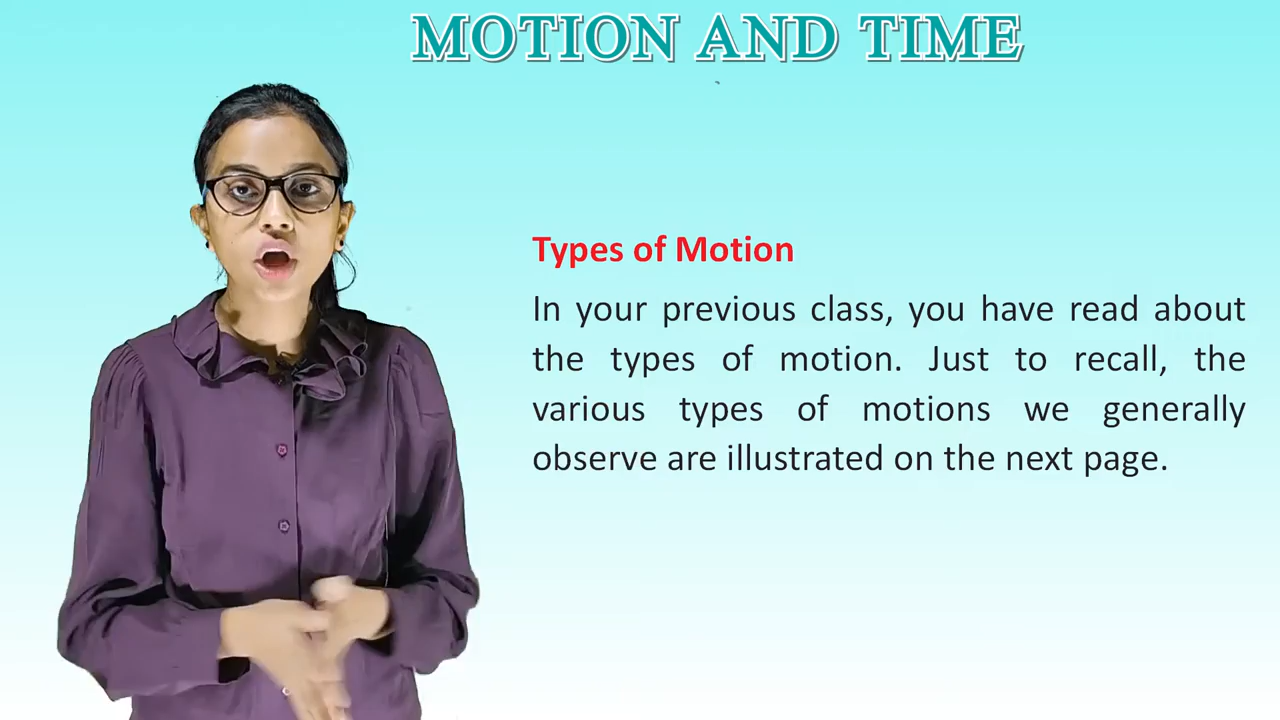 MOTION AND TIME
Types of Motion
In your previous class, you have read about
the types of motion. Just to recall, the
various types of motions we generally
observe are illustrated on the next page.